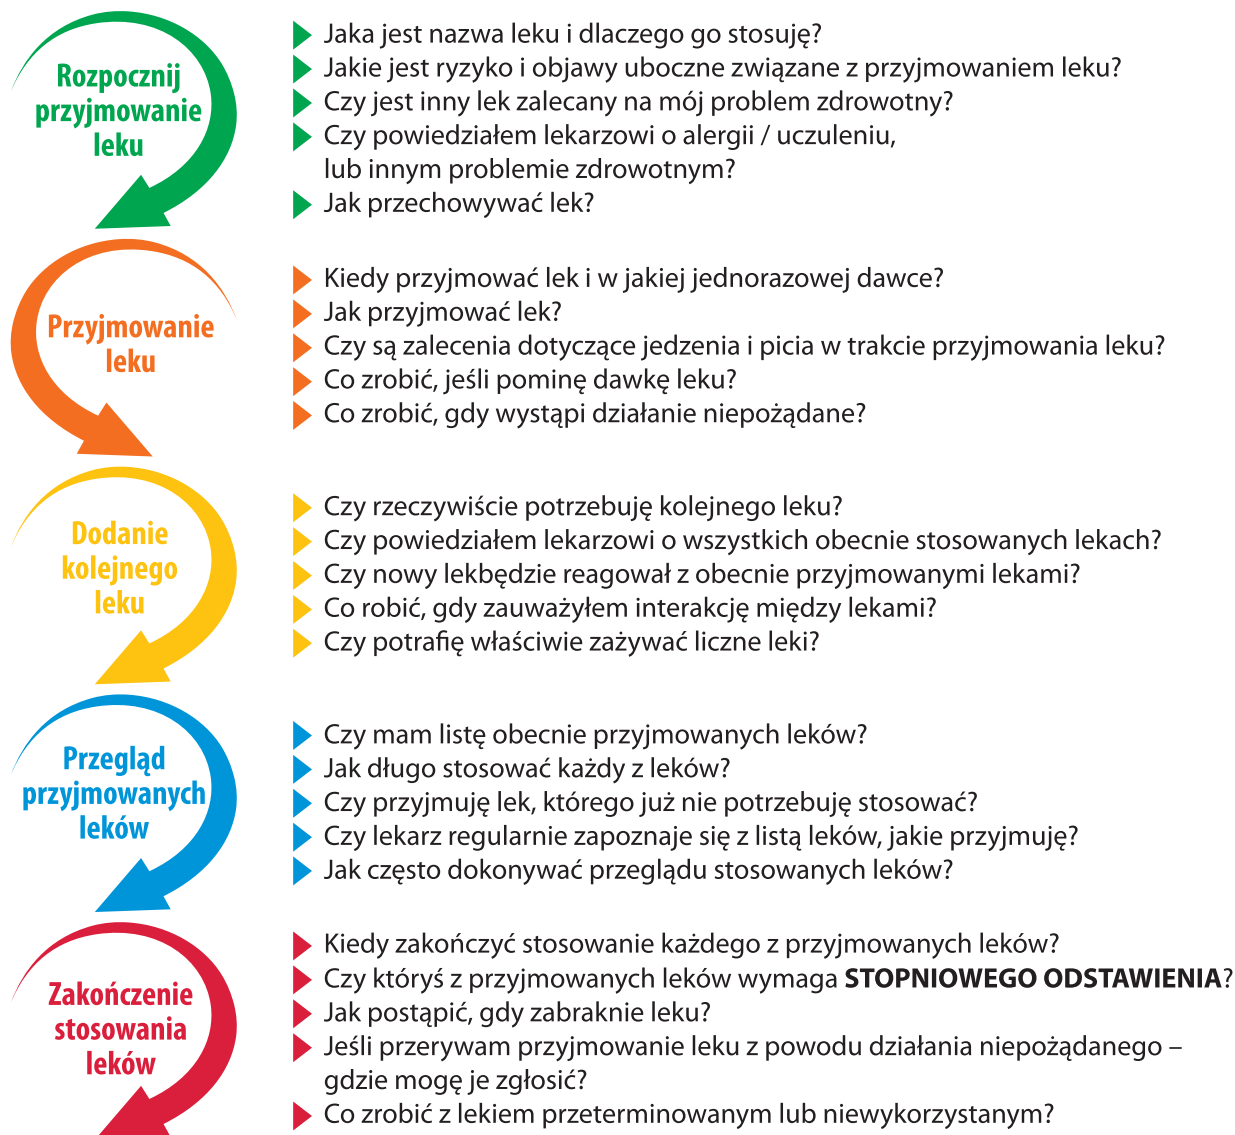 Rozpocznij
przyjmowanie
leku
Jaka jest nazwa leku i dlaczego go stosuję?
Jakie jest ryzyko i objawy uboczne związane z przyjmowaniem leku?
Czy jest inny lek zalecany na mój problem zdrowotny?
Czy powiedziałem lekarzowi o alergii / uczuleniu,
lub innym problemie zdrowotnym?
Jak przechowywać lek?
Przyjmowanie
leku
Kiedy przyjmować lek i w jakiej jednorazowej dawce?
Jak przyjmować lek?
Czy są zalecenia dotyczące jedzenia i picia w trakcie przyjmowania leku?
Co zrobić, jeśli pominę dawkę leku?
Co zrobić, gdy wystąpi działanie niepożądane?
Dodanie
kolejnego
leku
Czy rzeczywiście potrzebuję kolejnego leku?
Czy powiedziałem lekarzowi o wszystkich obecnie stosowanych lekach?
Czy nowy lekbędzie reagował z obecnie przyjmowanymi lekami?
Co robić, gdy zauważyłem interakcję między lekami?
Czy potrafię właściwie zażywać liczne leki?
Przegląd
przyjmowanych
leków
Czy mam listę obecnie przyjmowanych leków?
Jak długo stosować każdy z leków?
Czy przyjmuję lek, którego już nie potrzebuję stosować?
Czy lekarz regularnie zapoznaje się z listą leków, jakie przyjmuję?
Jak często dokonywać przeglądu stosowanych leków?
Zakończenie
stosowania
leków
Kiedy zakończyć stosowanie każdego z przyjmowanych leków?
Czy któryś z przyjmowanych leków wymaga STOPNIOWEGO ODSTAWIENIA?
Jak postąpić, gdy zabraknie leku?
Jeśli przerywam przyjmowanie leku z powodu działania niepożądanego –
gdzie mogę je zgłosić?
Co zrobić z lekiem przeterminowanym lub niewykorzystanym?